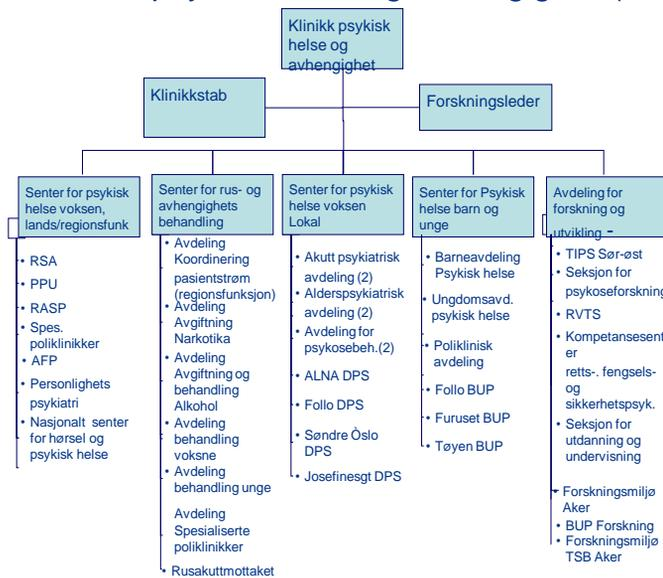 Klinikk psykisk
helse og
avhengighet
Klinikkstab
Forskningsleder
Senter for psykisk
helse voksen,
lands/regionsfunk
• RSA
• PPU
• RASP
• Spes.
poliklinikker
• AFP
• Personlighets
psykiatri
• Nasjonalt senter
for hørsel og
psykisk helse
Senter for rus- og
avhengighets
behandling
• Avdeling
Koordinering
pasientstrøm
(regionsfunksjon)
• Avdeling
Avgiftning
Narkotika
• Avdeling
Avgiftning og
behandling
Alkohol
• Avdeling
behandling
voksne
• Avdeling
behandling unge
Avdeling
Spesialiserte
poliklinikker
• Rusakuttmottaket
Senter for psykisk
helse voksen
Lokal
• Akutt psykiatrisk
avdeling (2)
• Alderspsykiatrisk
avdeling (2)
• Avdeling for
psykosebeh.(2)
• ALNA DPS
• Follo DPS
• Søndre Òslo
DPS
• Josefinesgt DPS
Senter for Psykisk
helse barn og
unge
• Barneavdeling
Psykisk helse
• Ungdomsavd.
psykisk helse
• Poliklinisk
avdeling
• Follo BUP
• Furuset BUP
• Tøyen BUP
Avdeling for
forskning og
utvikling -
• TIPS Sør-øst
• Seksjon for
psykoseforskning
• RVTS
• Kompetansesent
er
retts-. fengsels-
og
sikkerhetspsyk.
• Seksjon for
utdanning og
undervisning
• Forskningsmiljø
Aker
• BUP Forskning
• Forskningsmiljø
TSB Aker